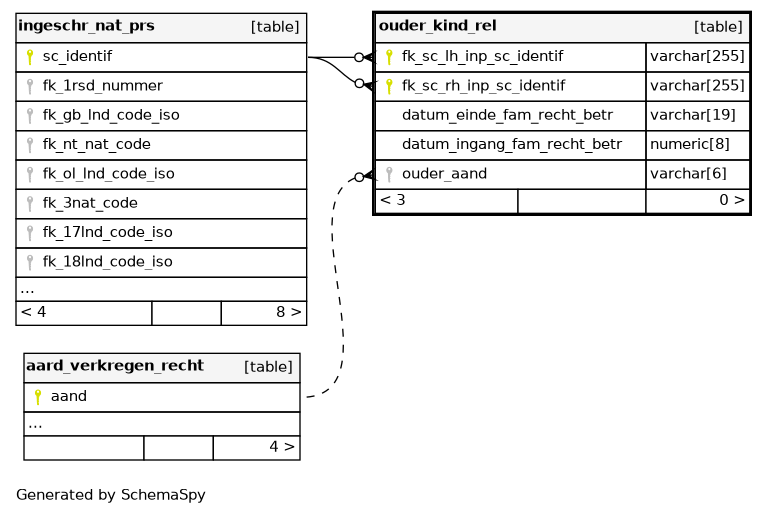 ingeschr_nat_prs [table]
sc_identif
fk_1rsd_nummer
fk_gb_lnd_code_iso
fk_nt_nat_code
fk_ol_lnd_code_iso
fk_3nat_code
fk_17lnd_code_iso
fk_18lnd_code_iso
...
< 4 8 >
ouder_kind_rel [table]
fk_sc_lh_inp_sc_identif varchar[255]
fk_sc_rh_inp_sc_identif varchar[255]
datum_einde_fam_recht_betr varchar[19]
datum_ingang_fam_recht_betr numeric[8]
ouder_aand varchar[6]
< 3 0 >
aard_verkregen_recht [table]
aand
...
4 >
Generated by SchemaSpy